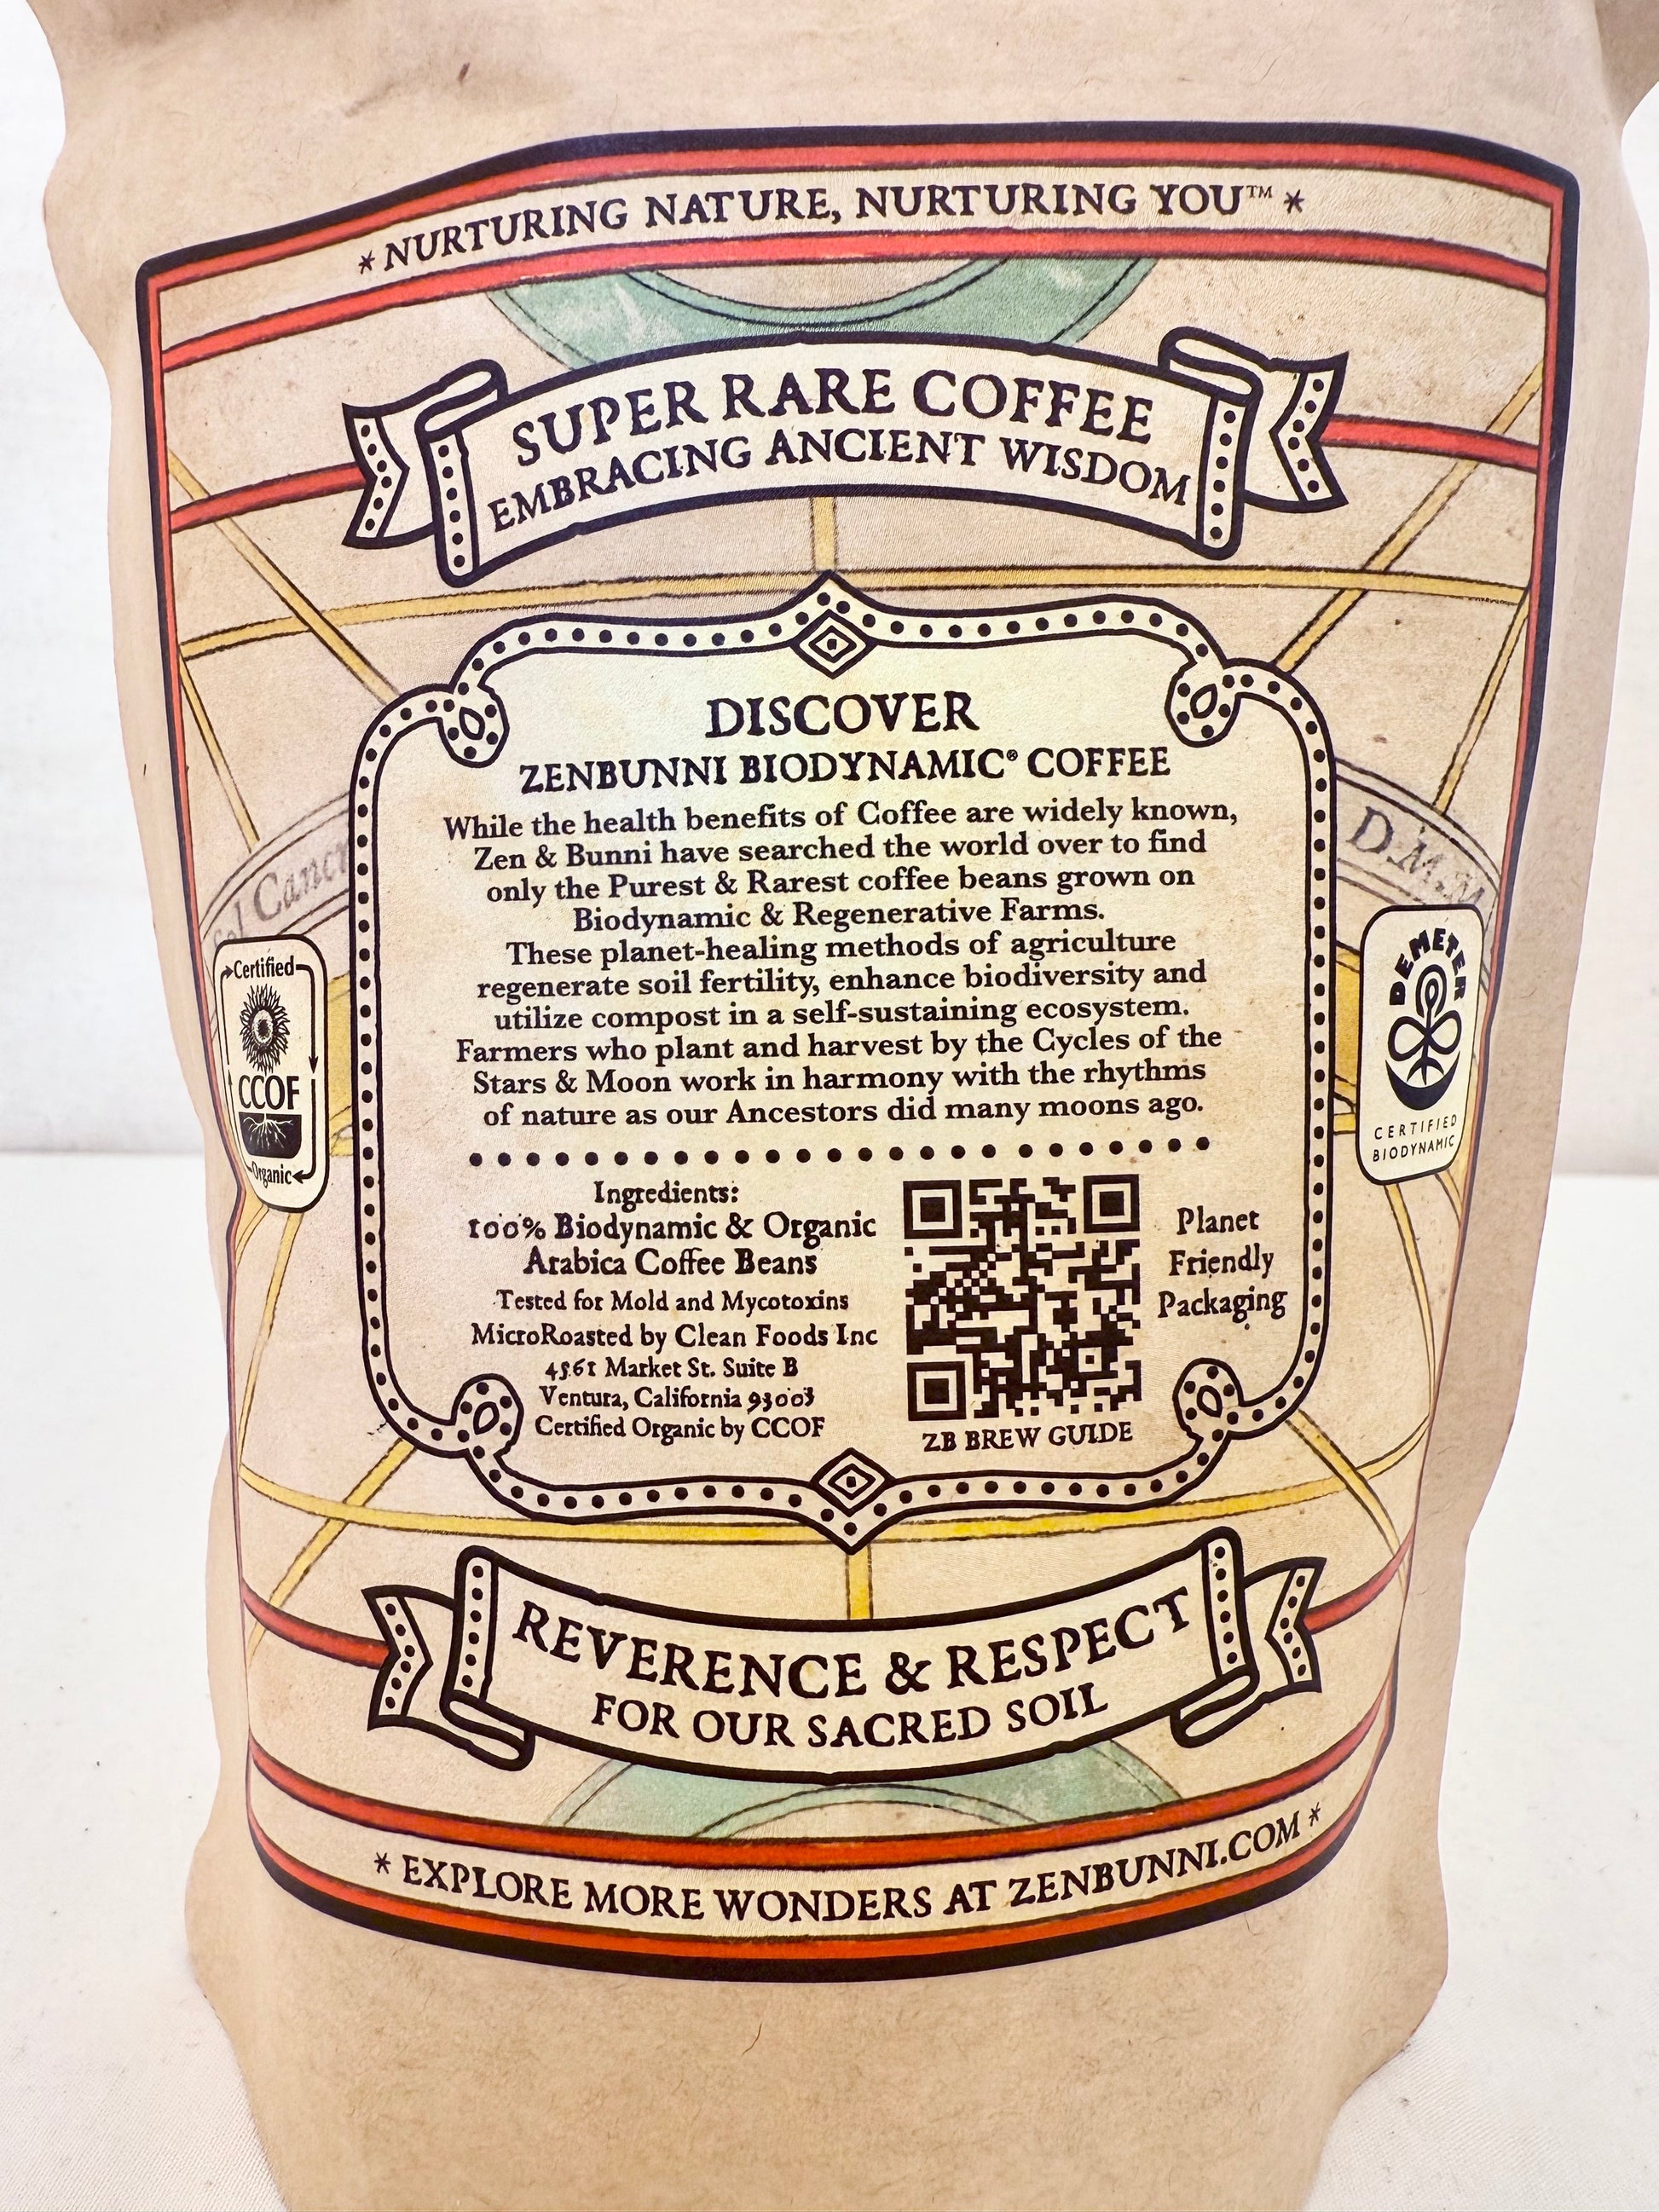 * NURTURING NATURE, NURTURING YOU™ *
SUPER RARE COFFEE
EMBRACING ANCIENT WISDOM
DISCOVER
ZENBUNNI BIODYNAMIC® COFFEE
While the health benefits of Coffee are widely known,
Zen & Bunni have searched the world over to find
only the Purest & Rarest coffee beans grown on
Biodynamic & Regenerative Farms.
These planet-healing methods of agriculture
regenerate soil fertility, enhance biodiversity and
utilize compost in a self-sustaining ecosystem.
Farmers who plant and harvest by the Cycles of the
Stars & Moon work in harmony with the rhythms
of nature as our Ancestors did many moons ago.
Certified
CCOF
Organic
DEMETER
CERTIFIED
BIODYNAMIC
Ingredients:
100% Biodynamic & Organic
Arabica Coffee Beans
Tested for Mold and Mycotoxins
MicroRoasted by Clean Foods Inc
4561 Market St. Suite B
Ventura, California 93003
Certified Organic by CCOF
ZB BREW GUIDE
Planet
Friendly
Packaging
REVERENCE & RESPECT
FOR OUR SACRED SOIL
* EXPLORE MORE WONDERS AT ZENBUNNI.COM *